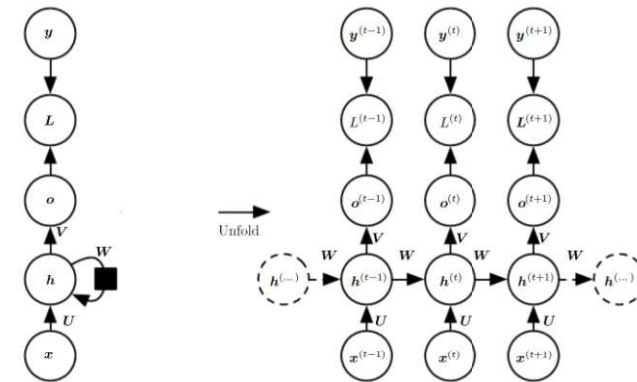 y y^(t−1) y^(t) y^(t+1)
L L^(t−1) L^(t) L^(t+1)
o o^(t−1) o^(t) o^(t+1)
Unfold
V V V V
W W W W W
h h^(...) h^(t−1) h^(t) h^(t+1) h^(...)
U U U U
x x^(t−1) x^(t) x^(t+1)